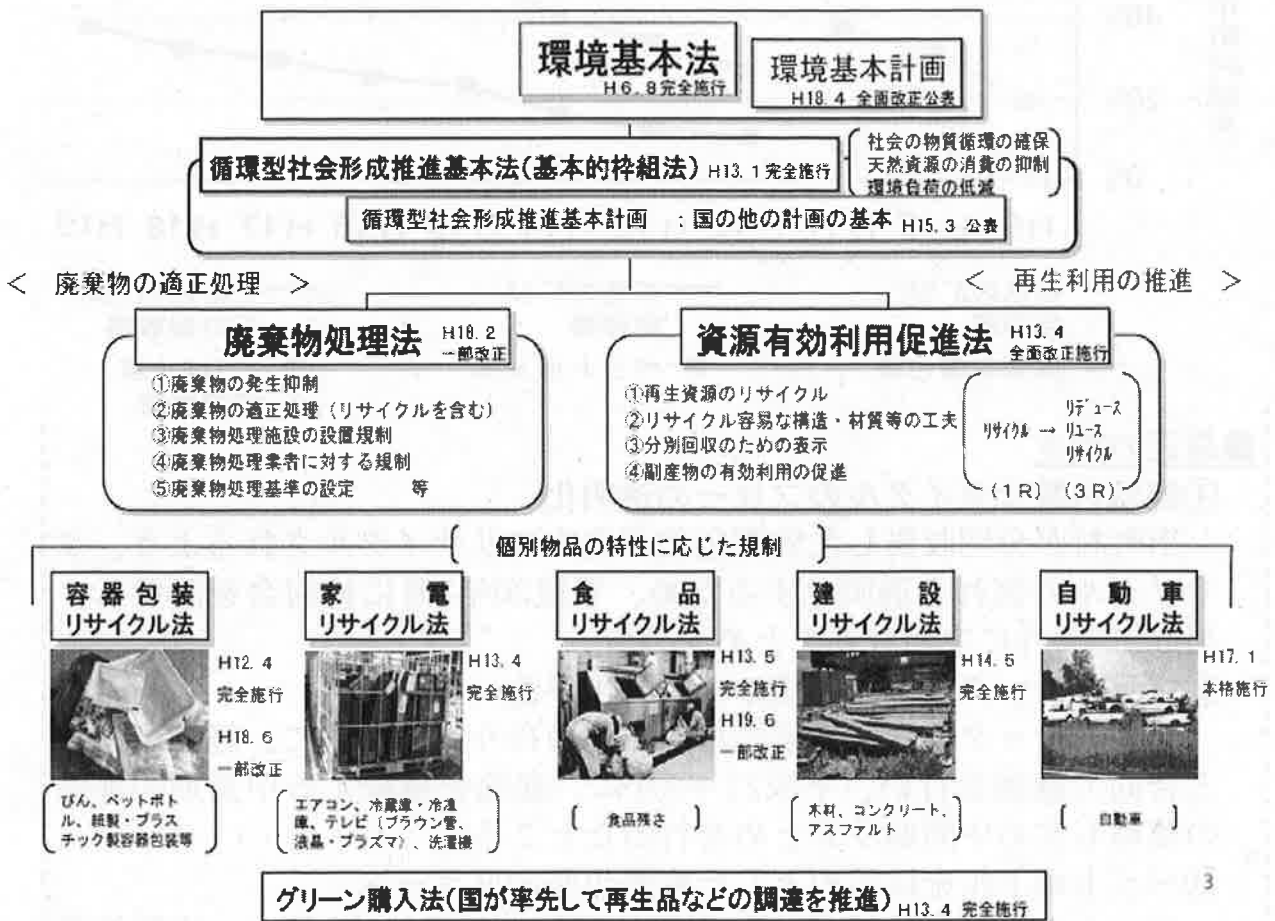 環境基本法
H6.8完全施行
環境基本計画
H18.4 全面改正公表
循環型社会形成推進基本法(基本的枠組法) H13.1完全施行
社会の物質循環の確保
天然資源の消費の抑制
環境負荷の低減
循環型社会形成推進基本計画 :国の他の計画の基本 H15.3 公表
< 廃棄物の適正処理 >
< 再生利用の推進 >
廃棄物処理法
H18.2
一部改正
①廃棄物の発生抑制
②廃棄物の適正処理(リサイクルを含む)
③廃棄物処理施設の設置規制
④廃棄物処理業者に対する規制
⑤廃棄物処理基準の設定 等
資源有効利用促進法
H13.4
全面改正施行
①再生資源のリサイクル
②リサイクル容易な構造・材質等の工夫
③分別回収のための表示
④副産物の有効利用の促進
リデュース
リサイクル → リユース
リサイクル
(1R) (3R)
個別物品の特性に応じた規制
容器包装
リサイクル法
H12.4
完全施行
H18.6
一部改正
びん、ペットボト
ル、紙製・プラス
チック製容器包装等
家電
リサイクル法
H13.4
完全施行
エアコン、冷蔵庫・冷凍
庫、テレビ(ブラウン管、
液晶・プラズマ)、洗濯機
食品
リサイクル法
H13.5
完全施行
H19.6
一部改正
食品残さ
建設
リサイクル法
H14.5
完全施行
木材、コンクリート、
アスファルト
自動車
リサイクル法
H17.1
本格施行
自動車
グリーン購入法(国が率先して再生品などの調達を推進) H13.4 完全施行
3